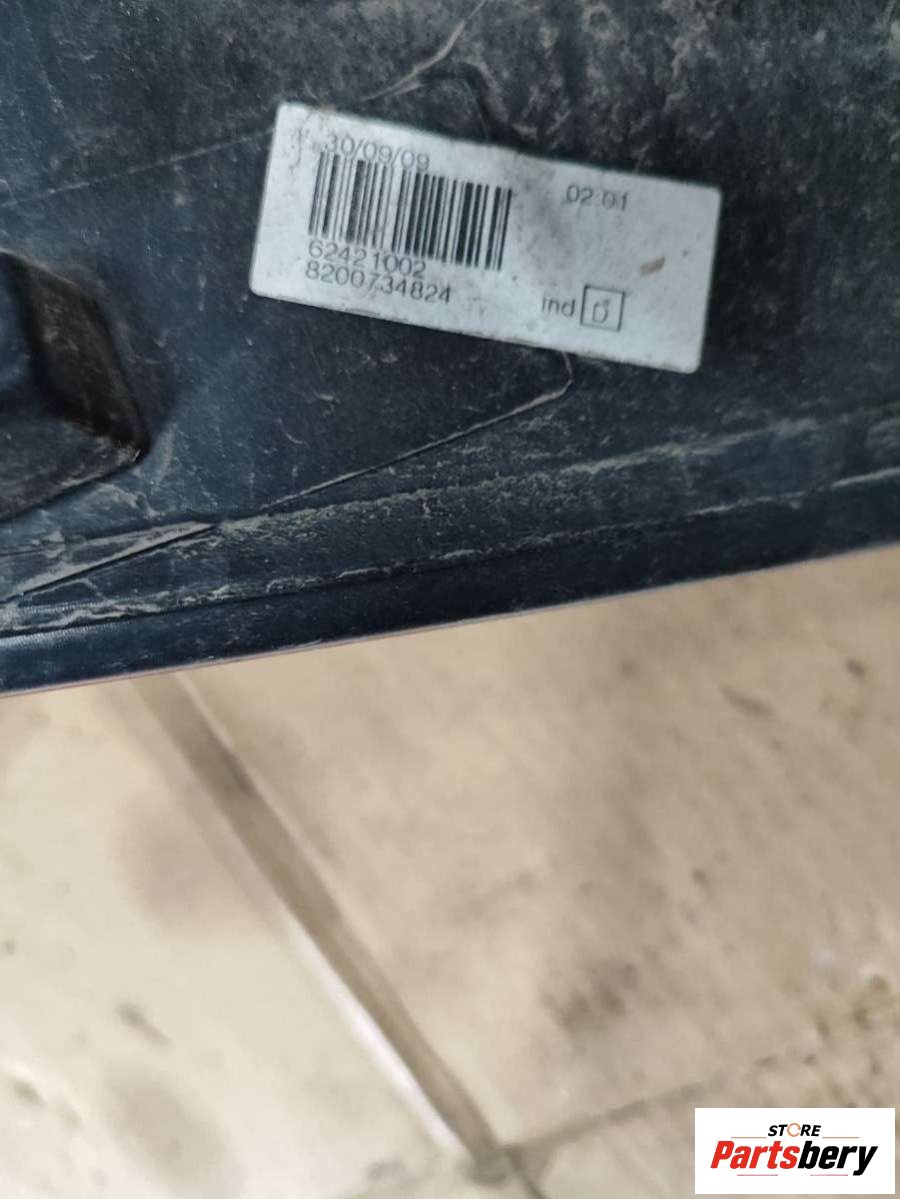 30/09/09
02:01
62421002
8200734824
ind D
STORE
Partsbery